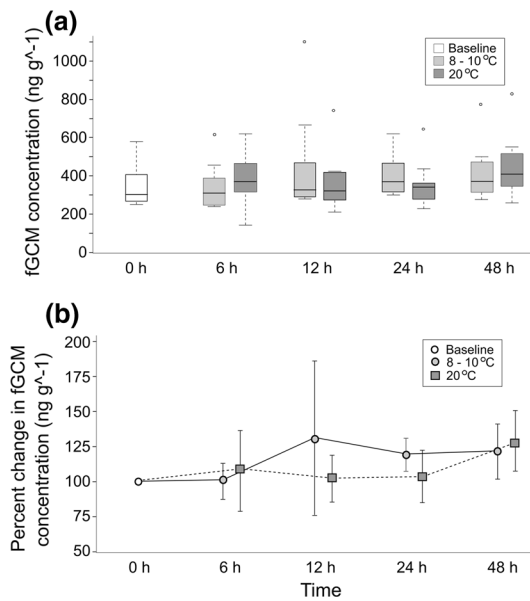 (a)
fGCM concentration (ng g^-1)
1000
800
600
400
200
0
Baseline
8 - 10 °C
20 °C
0 h
6 h
12 h
24 h
48 h
(b)
Percent change in fGCM
concentration (ng g^-1)
200
175
150
125
100
75
50
Baseline
8 - 10 °C
20 °C
0 h
6 h
12 h
24 h
48 h
Time